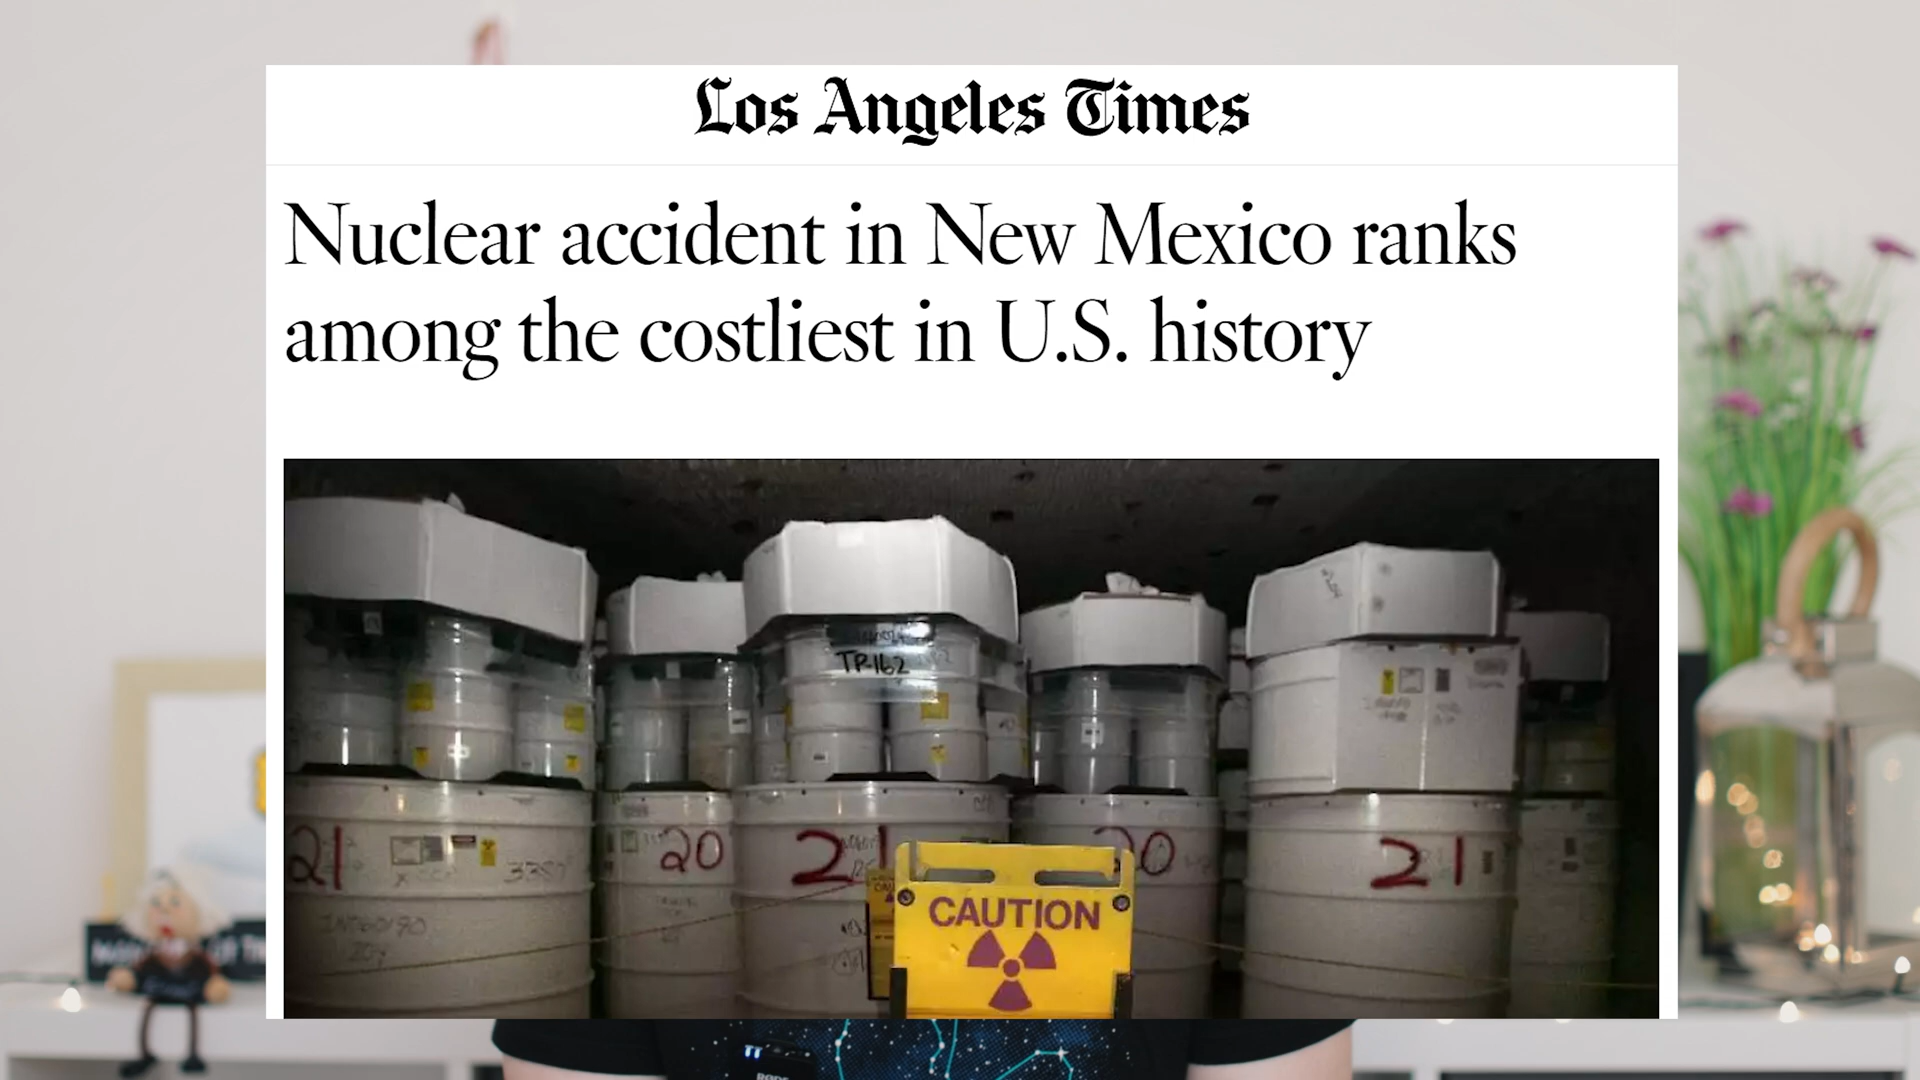 Los Angeles Times
Nuclear accident in New Mexico ranks
among the costliest in U.S. history
TP-162
21
20
21
20
21
CAUTION